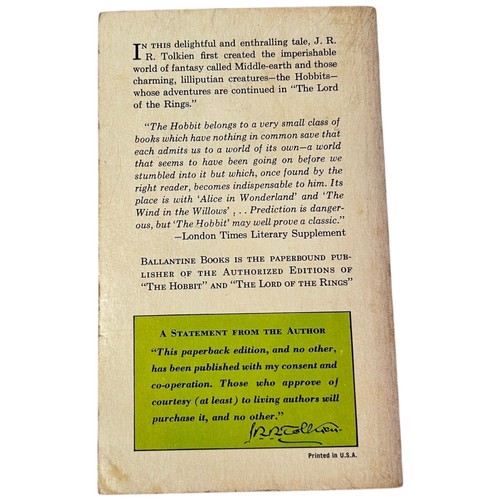 IN THIS delightful and enthralling tale, J. R.
R. Tolkien first created the imperishable
world of fantasy called Middle-earth and those
charming, lilliputian creatures—the Hobbits—
whose adventures are continued in "The Lord
of the Rings."
"The Hobbit belongs to a very small class of
books which have nothing in common save that
each admits us to a world of its own—a world
that seems to have been going on before we
stumbled into it but which, once found by the
right reader, becomes indispensable to him. Its
place is with 'Alice in Wonderland' and 'The
Wind in the Willows' . . . Prediction is danger-
ous, but 'The Hobbit' may well prove a classic."
—London Times Literary Supplement
BALLANTINE BOOKS IS THE PAPERBOUND PUB-
LISHER OF THE AUTHORIZED EDITIONS OF
"THE HOBBIT" AND "THE LORD OF THE RINGS"
A STATEMENT FROM THE AUTHOR
"This paperback edition, and no other,
has been published with my consent and
co-operation. Those who approve of
courtesy (at least) to living authors will
purchase it, and no other."
J.R.R. Tolkien.
Printed in U.S.A.